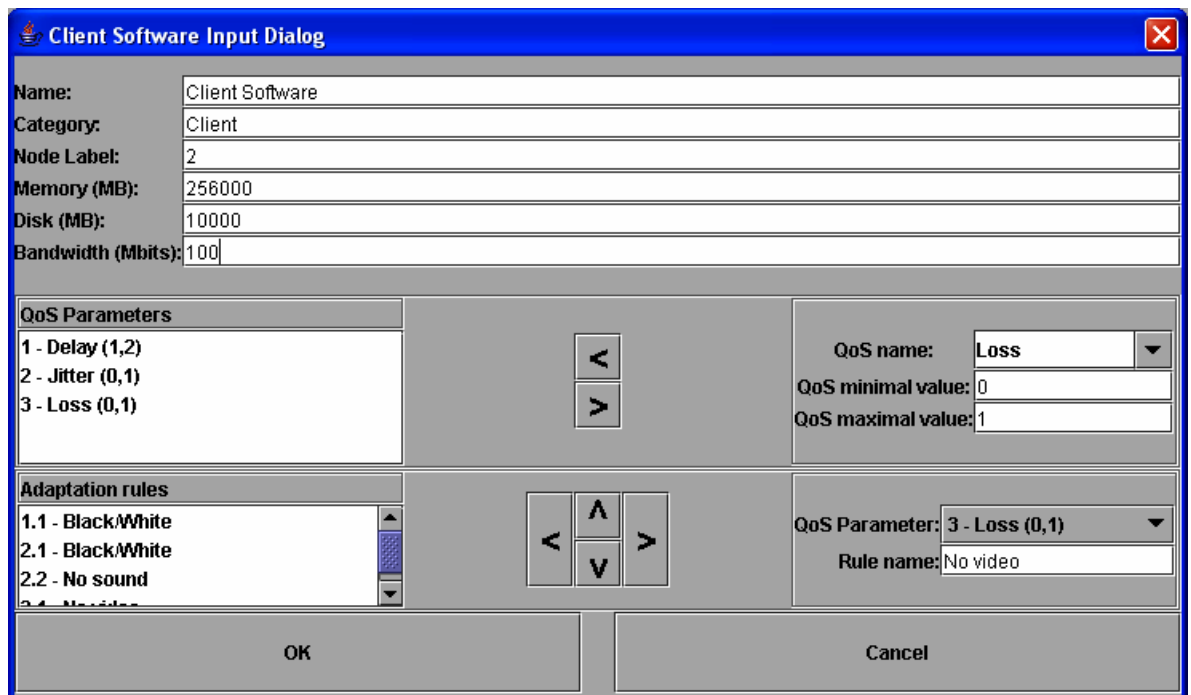 Client Software Input Dialog
Name: Client Software
Category: Client
Node Label: 2
Memory (MB): 256000
Disk (MB): 10000
Bandwidth (Mbits): 100
QoS Parameters
1 - Delay (1,2)
2 - Jitter (0,1)
3 - Loss (0,1)
<
>
QoS name: Loss
QoS minimal value: 0
QoS maximal value: 1
Adaptation rules
1.1 - Black/White
2.1 - Black/White
2.2 - No sound
<
Λ
V
>
QoS Parameter: 3 - Loss (0,1)
Rule name: No video
OK
Cancel